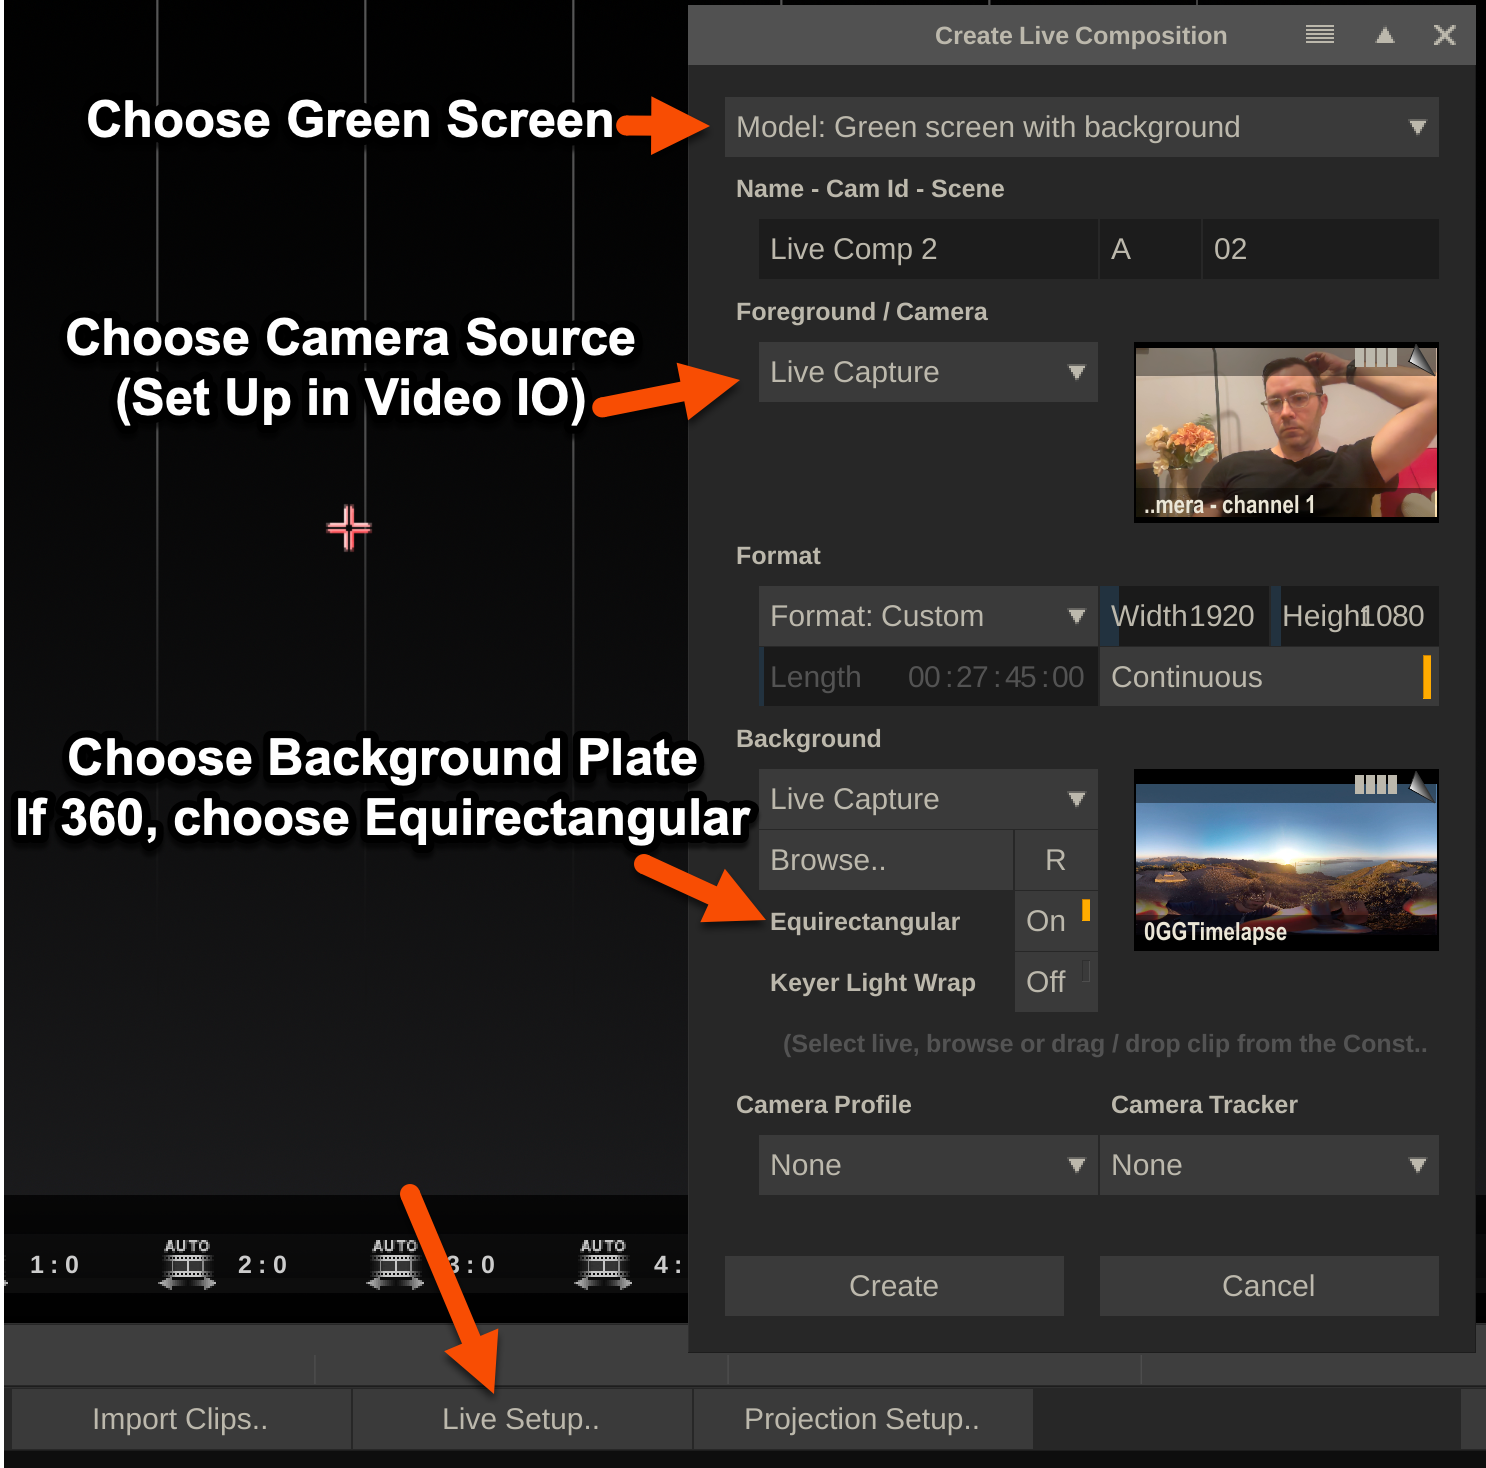 Create Live Composition
Choose Green Screen
Model: Green screen with background
Name - Cam Id - Scene
Live Comp 2 A 02
Foreground / Camera
Choose Camera Source
(Set Up in Video IO)
Live Capture
..mera - channel 1
Format
Format: Custom Width 1920 Height 1080
Length 00:27:45:00 Continuous
Background
Choose Background Plate
If 360, choose Equirectangular
Live Capture
Browse.. R
Equirectangular On
0GGTimelapse
Keyer Light Wrap Off
(Select live, browse or drag / drop clip from the Const..
Camera Profile Camera Tracker
None None
AUTO AUTO AUTO
1:0 2:0 3:0 4:
Create Cancel
Import Clips.. Live Setup.. Projection Setup..